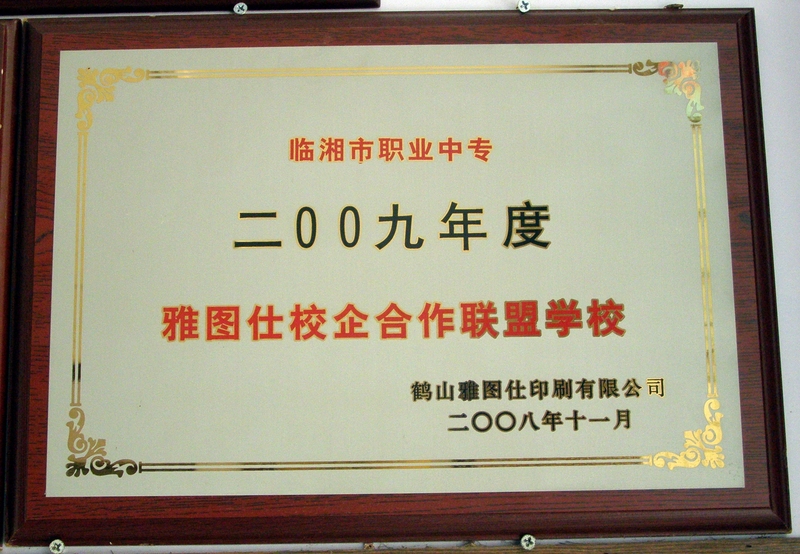 临湘市职业中专
二00九年度
雅图仕校企合作联盟学校
鹤山雅图仕印刷有限公司
二〇〇八年十一月